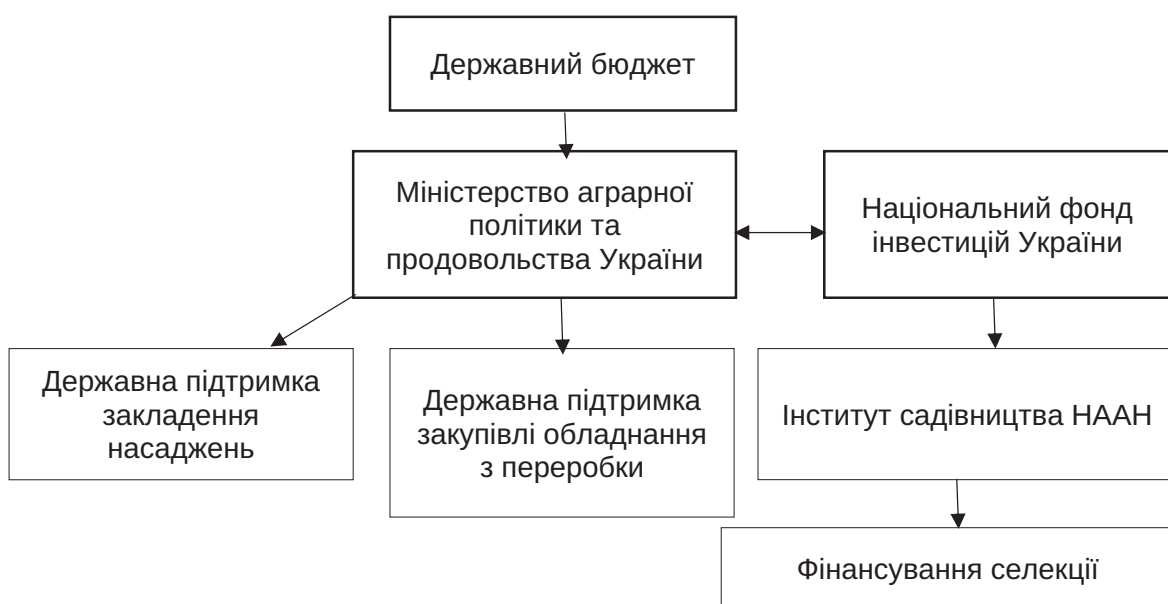 Державний бюджет
Міністерство аграрної
політики та
продовольства України
Національний фонд
інвестицій України
Державна підтримка
закладення
насаджень
Державна підтримка
закупівлі обладнання
з переробки
Інститут садівництва НААН
Фінансування селекції